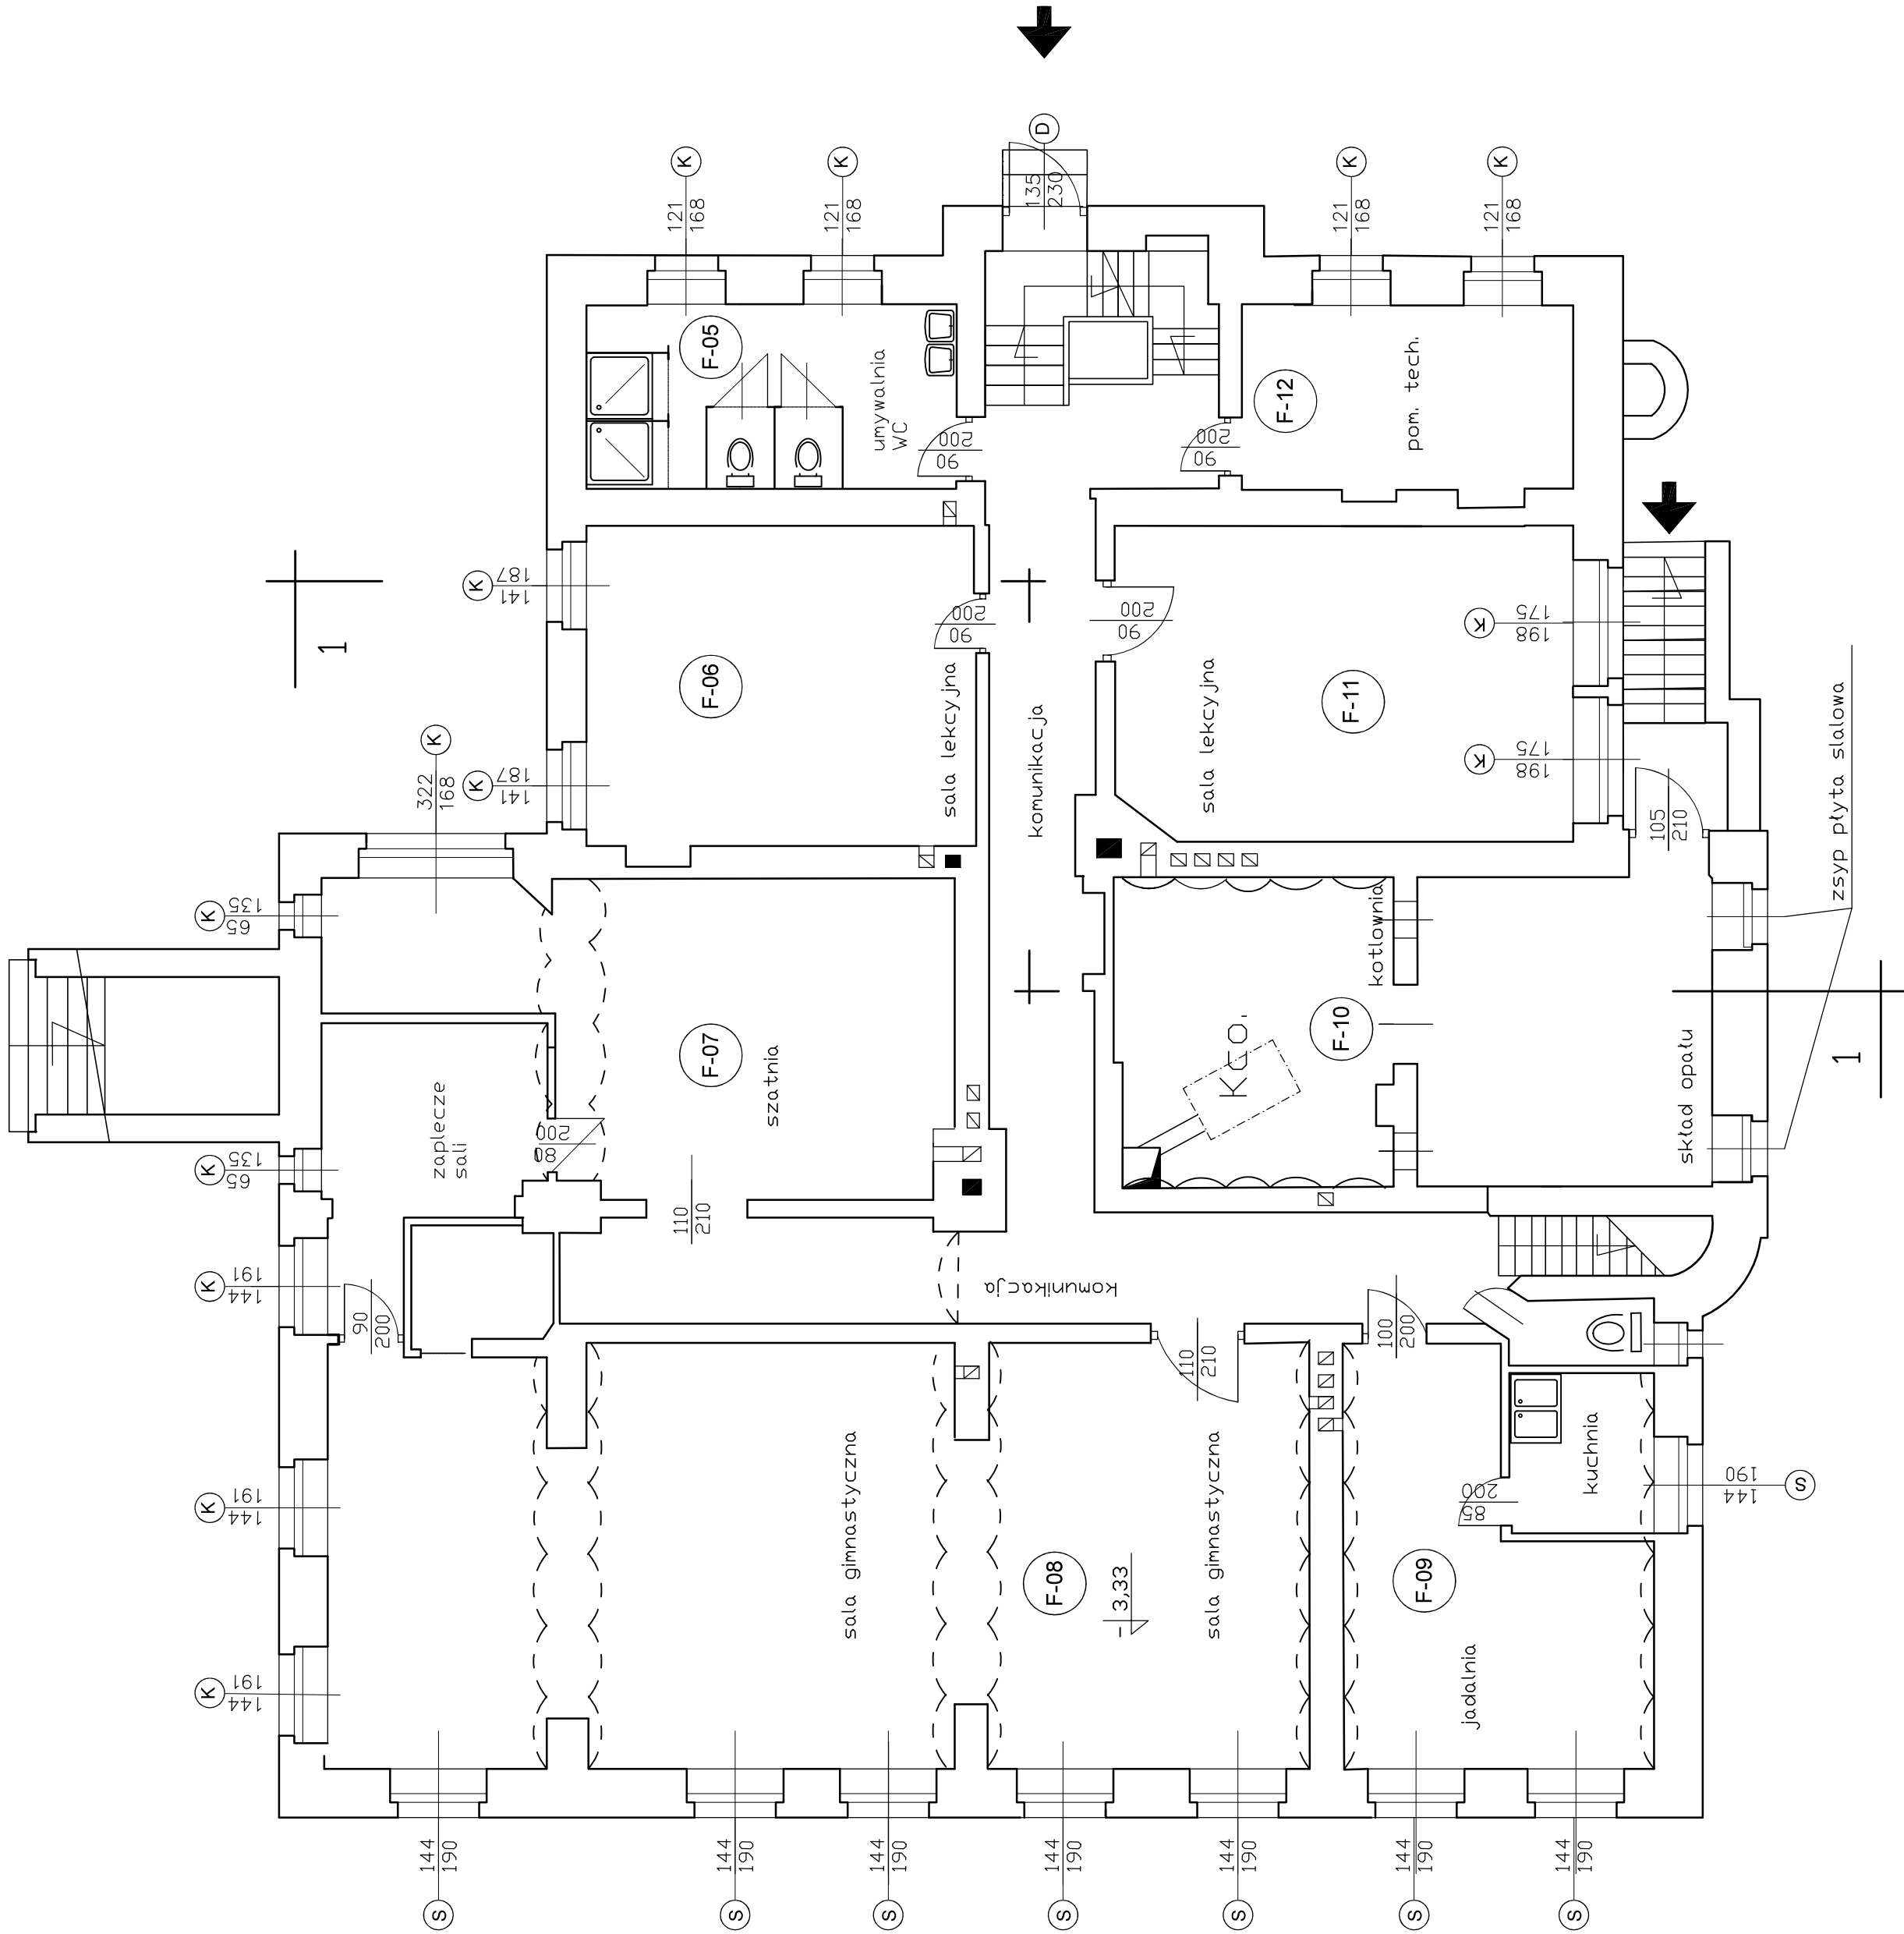 D
135
230
K
121
168
K
121
168
K
121
168
K
121
168
F-05
umywalnia
WC
90
200
F-12
pom. tech.
90
200
1
K
141
187
K
141
187
F-06
sala lekcyjna
90
200
komunikacja
90
200
sala lekcyjna
F-11
K
198
175
K
198
175
105
210
zsyp płyta slalowa
K
322
168
K
65
135
K
65
135
zaplecze
sali
80
200
F-07
szatnia
110
210
kotlownia
F-10
K co.
skład opału
1
komunikacja
K
144
191
K
144
191
K
144
191
90
200
sala gimnastyczna
F-08
- 3,33
sala gimnastyczna
110
210
100
200
F-09
jadalnia
85
200
kuchnia
S
144
190
144
190
S
144
190
S
144
190
S
144
190
S
144
190
S
144
190
S
144
190
S